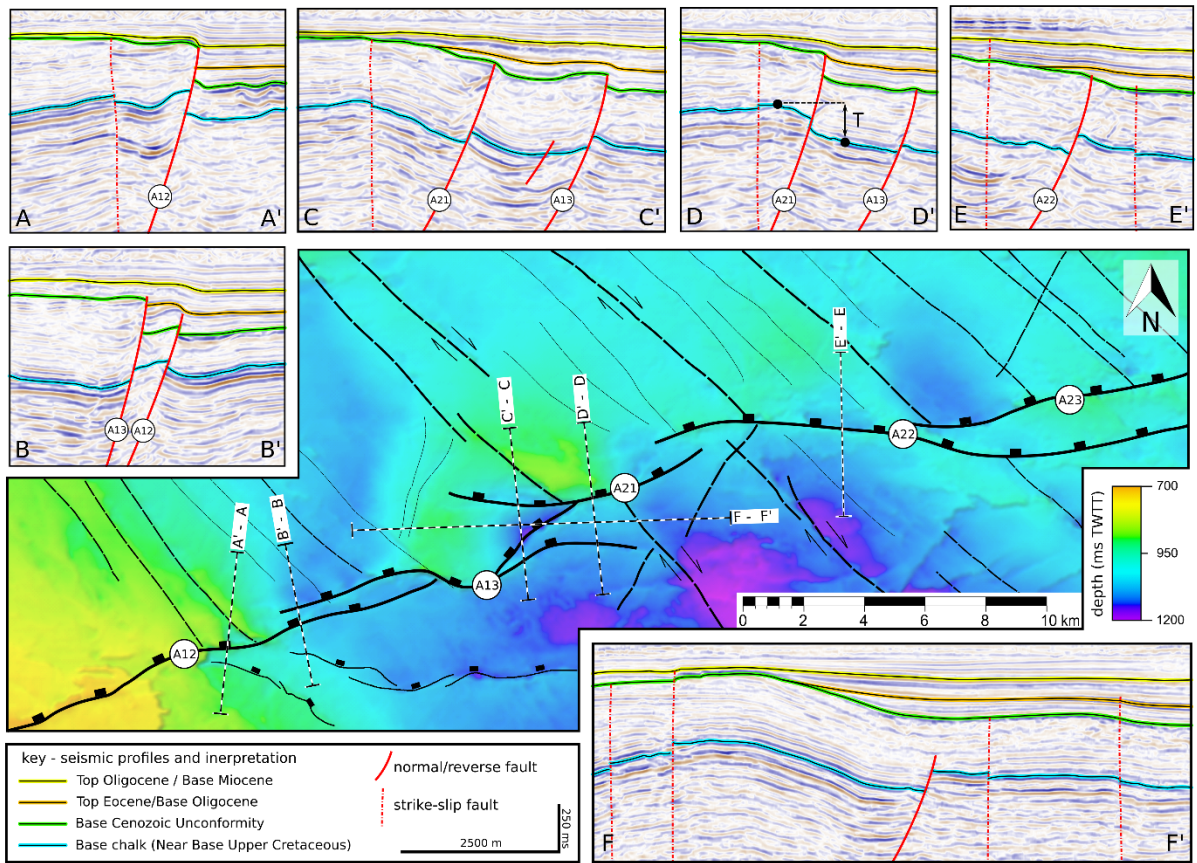 A
A'
A12
C
C'
A21
A13
D
D'
T
A21
A13
E
E'
A22
B
B'
A13
A12
N
E' - E
C' - C
D' - D
A23
A22
A21
F - F'
A' - A
B' - B
A13
A12
0 2 4 6 8 10 km
depth (ms TWTT)
700
950
1200
key - seismic profiles and inerpretation
Top Oligocene / Base Miocene
Top Eocene/Base Oligocene
Base Cenozoic Unconformity
Base chalk (Near Base Upper Cretaceous)
normal/reverse fault
strike-slip fault
2500 m
250 ms
F
F'